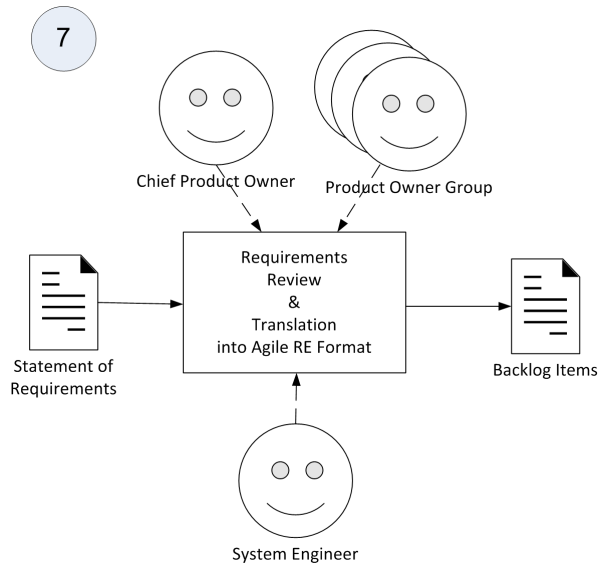 7
Chief Product Owner
Product Owner Group
Requirements
Review
&
Translation
into Agile RE Format
Statement of
Requirements
Backlog Items
System Engineer